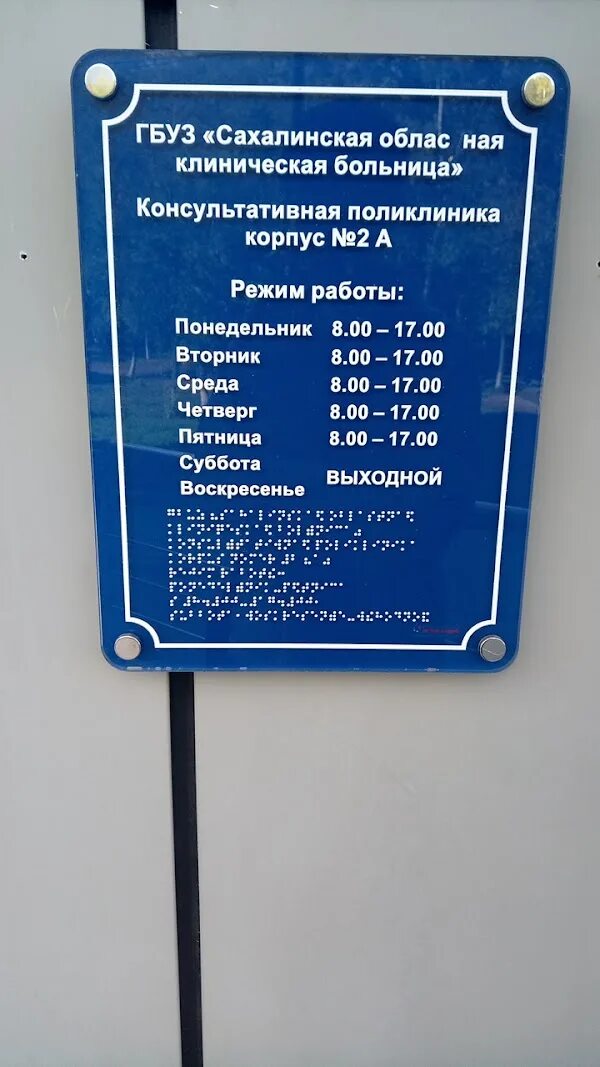 ГБУЗ «Сахалинская облас ная
клиническая больница»
Консультативная поликлиника
корпус №2 А
Режим работы:
Понедельник 8.00 – 17.00
Вторник 8.00 – 17.00
Среда 8.00 – 17.00
Четверг 8.00 – 17.00
Пятница 8.00 – 17.00
Суббота
Воскресенье ВЫХОДНОЙ